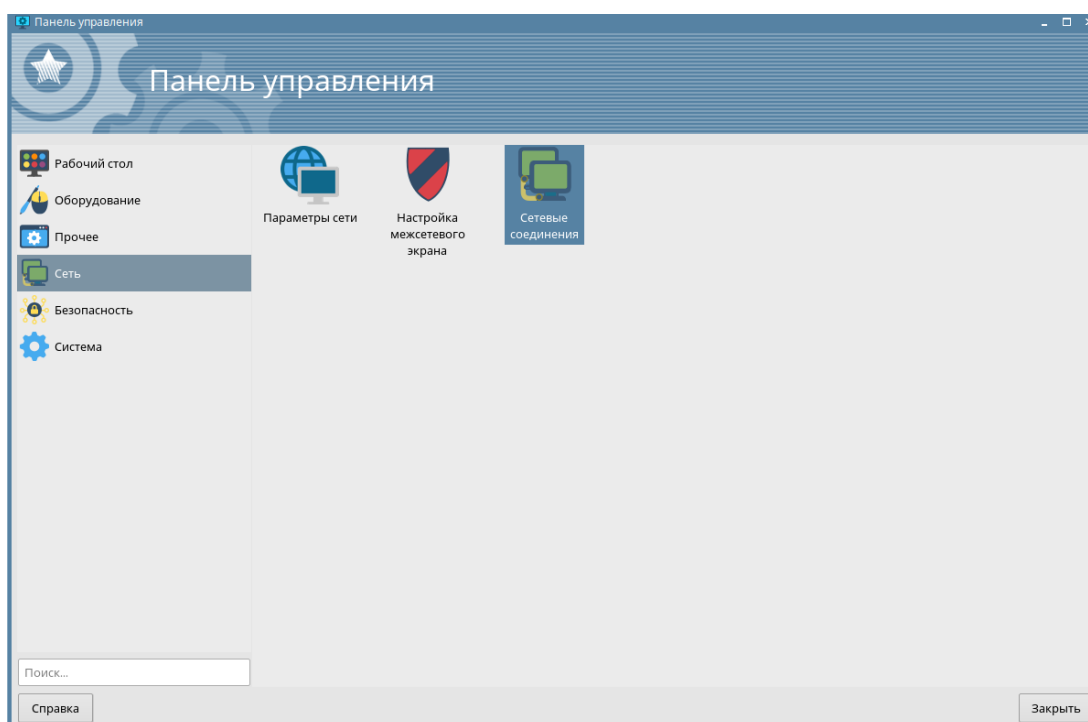 Панель управления
Панель управления
Рабочий стол
Оборудование
Прочее
Сеть
Безопасность
Система
Параметры сети
Настройка
межсетевого
экрана
Сетевые
соединения
Поиск...
Справка
Закрыть